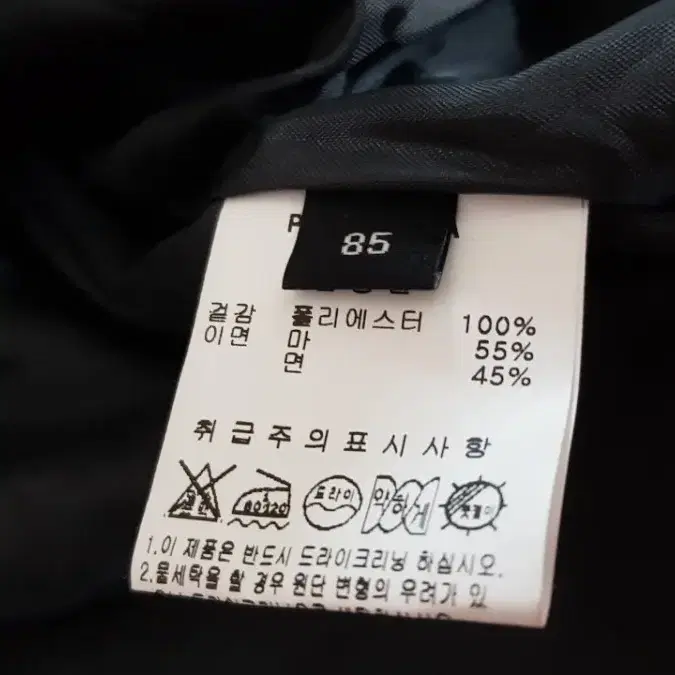 85
겉감 폴리에스터 100%
이면 마 55%
면 45%
취급주의표시사항
드라이
약하게
1.이 제품은 반드시 드라이크리닝 하십시오.
2.물세탁을 할 경우 원단 변형의 우려가 있